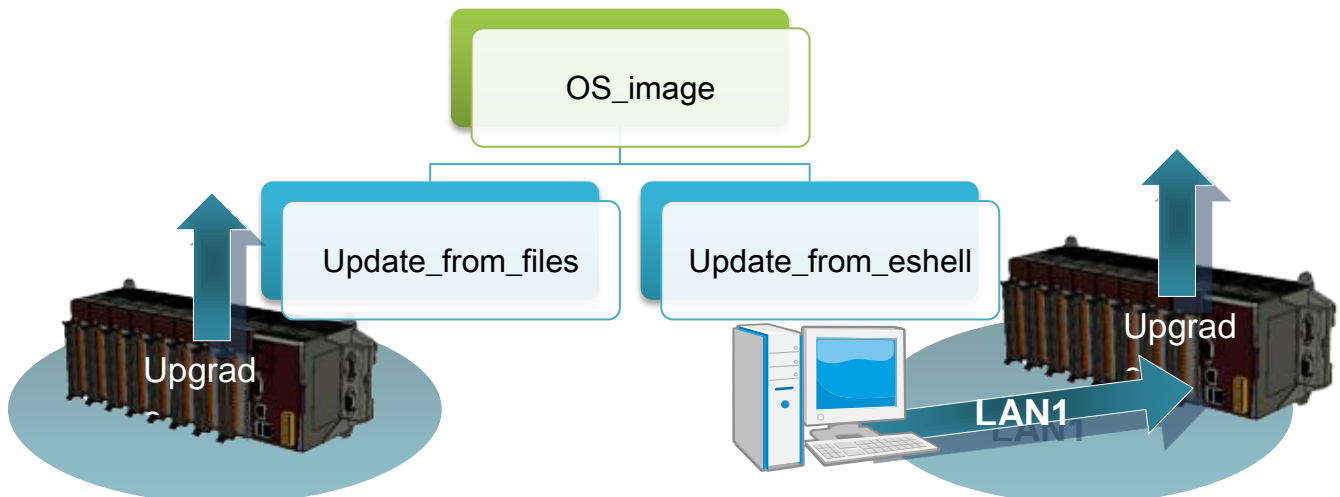 OS_image
Update_from_files
Update_from_eshell
Upgrad
Upgrad
LAN1